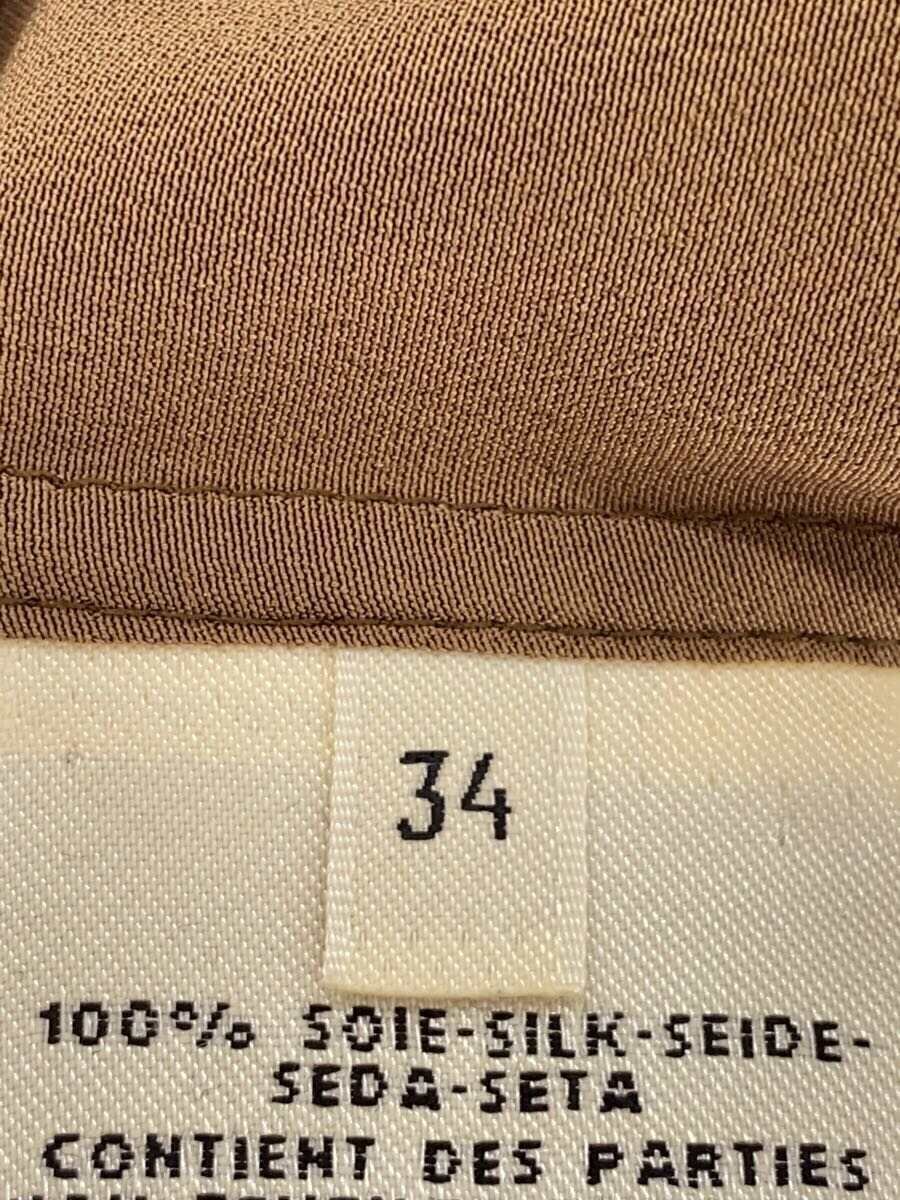 34
100% SOIE-SILK-SEIDE-
SEDA-SETA
CONTIENT DES PARTIES